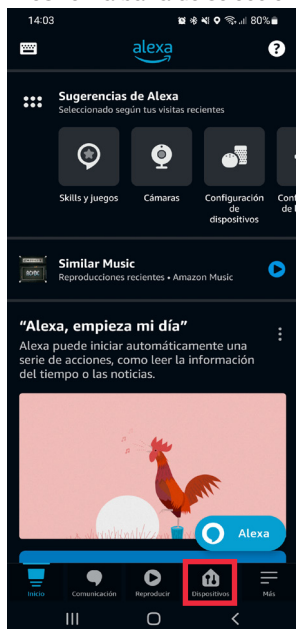 14:03
80%
alexa
?
Sugerencias de Alexa
Seleccionado según tus visitas
recientes
Skills y juegos
Cámaras
Configuración
de
dispositivos
Similar Music
Reproducciones recientes • Amazon Music
"Alexa, empieza mi día"
Alexa puede iniciar automáticamente una
serie de acciones, como leer la información
del tiempo o las noticias.
Alexa
Inicio
Comunicación
Reproducir
Dispositivos
Más